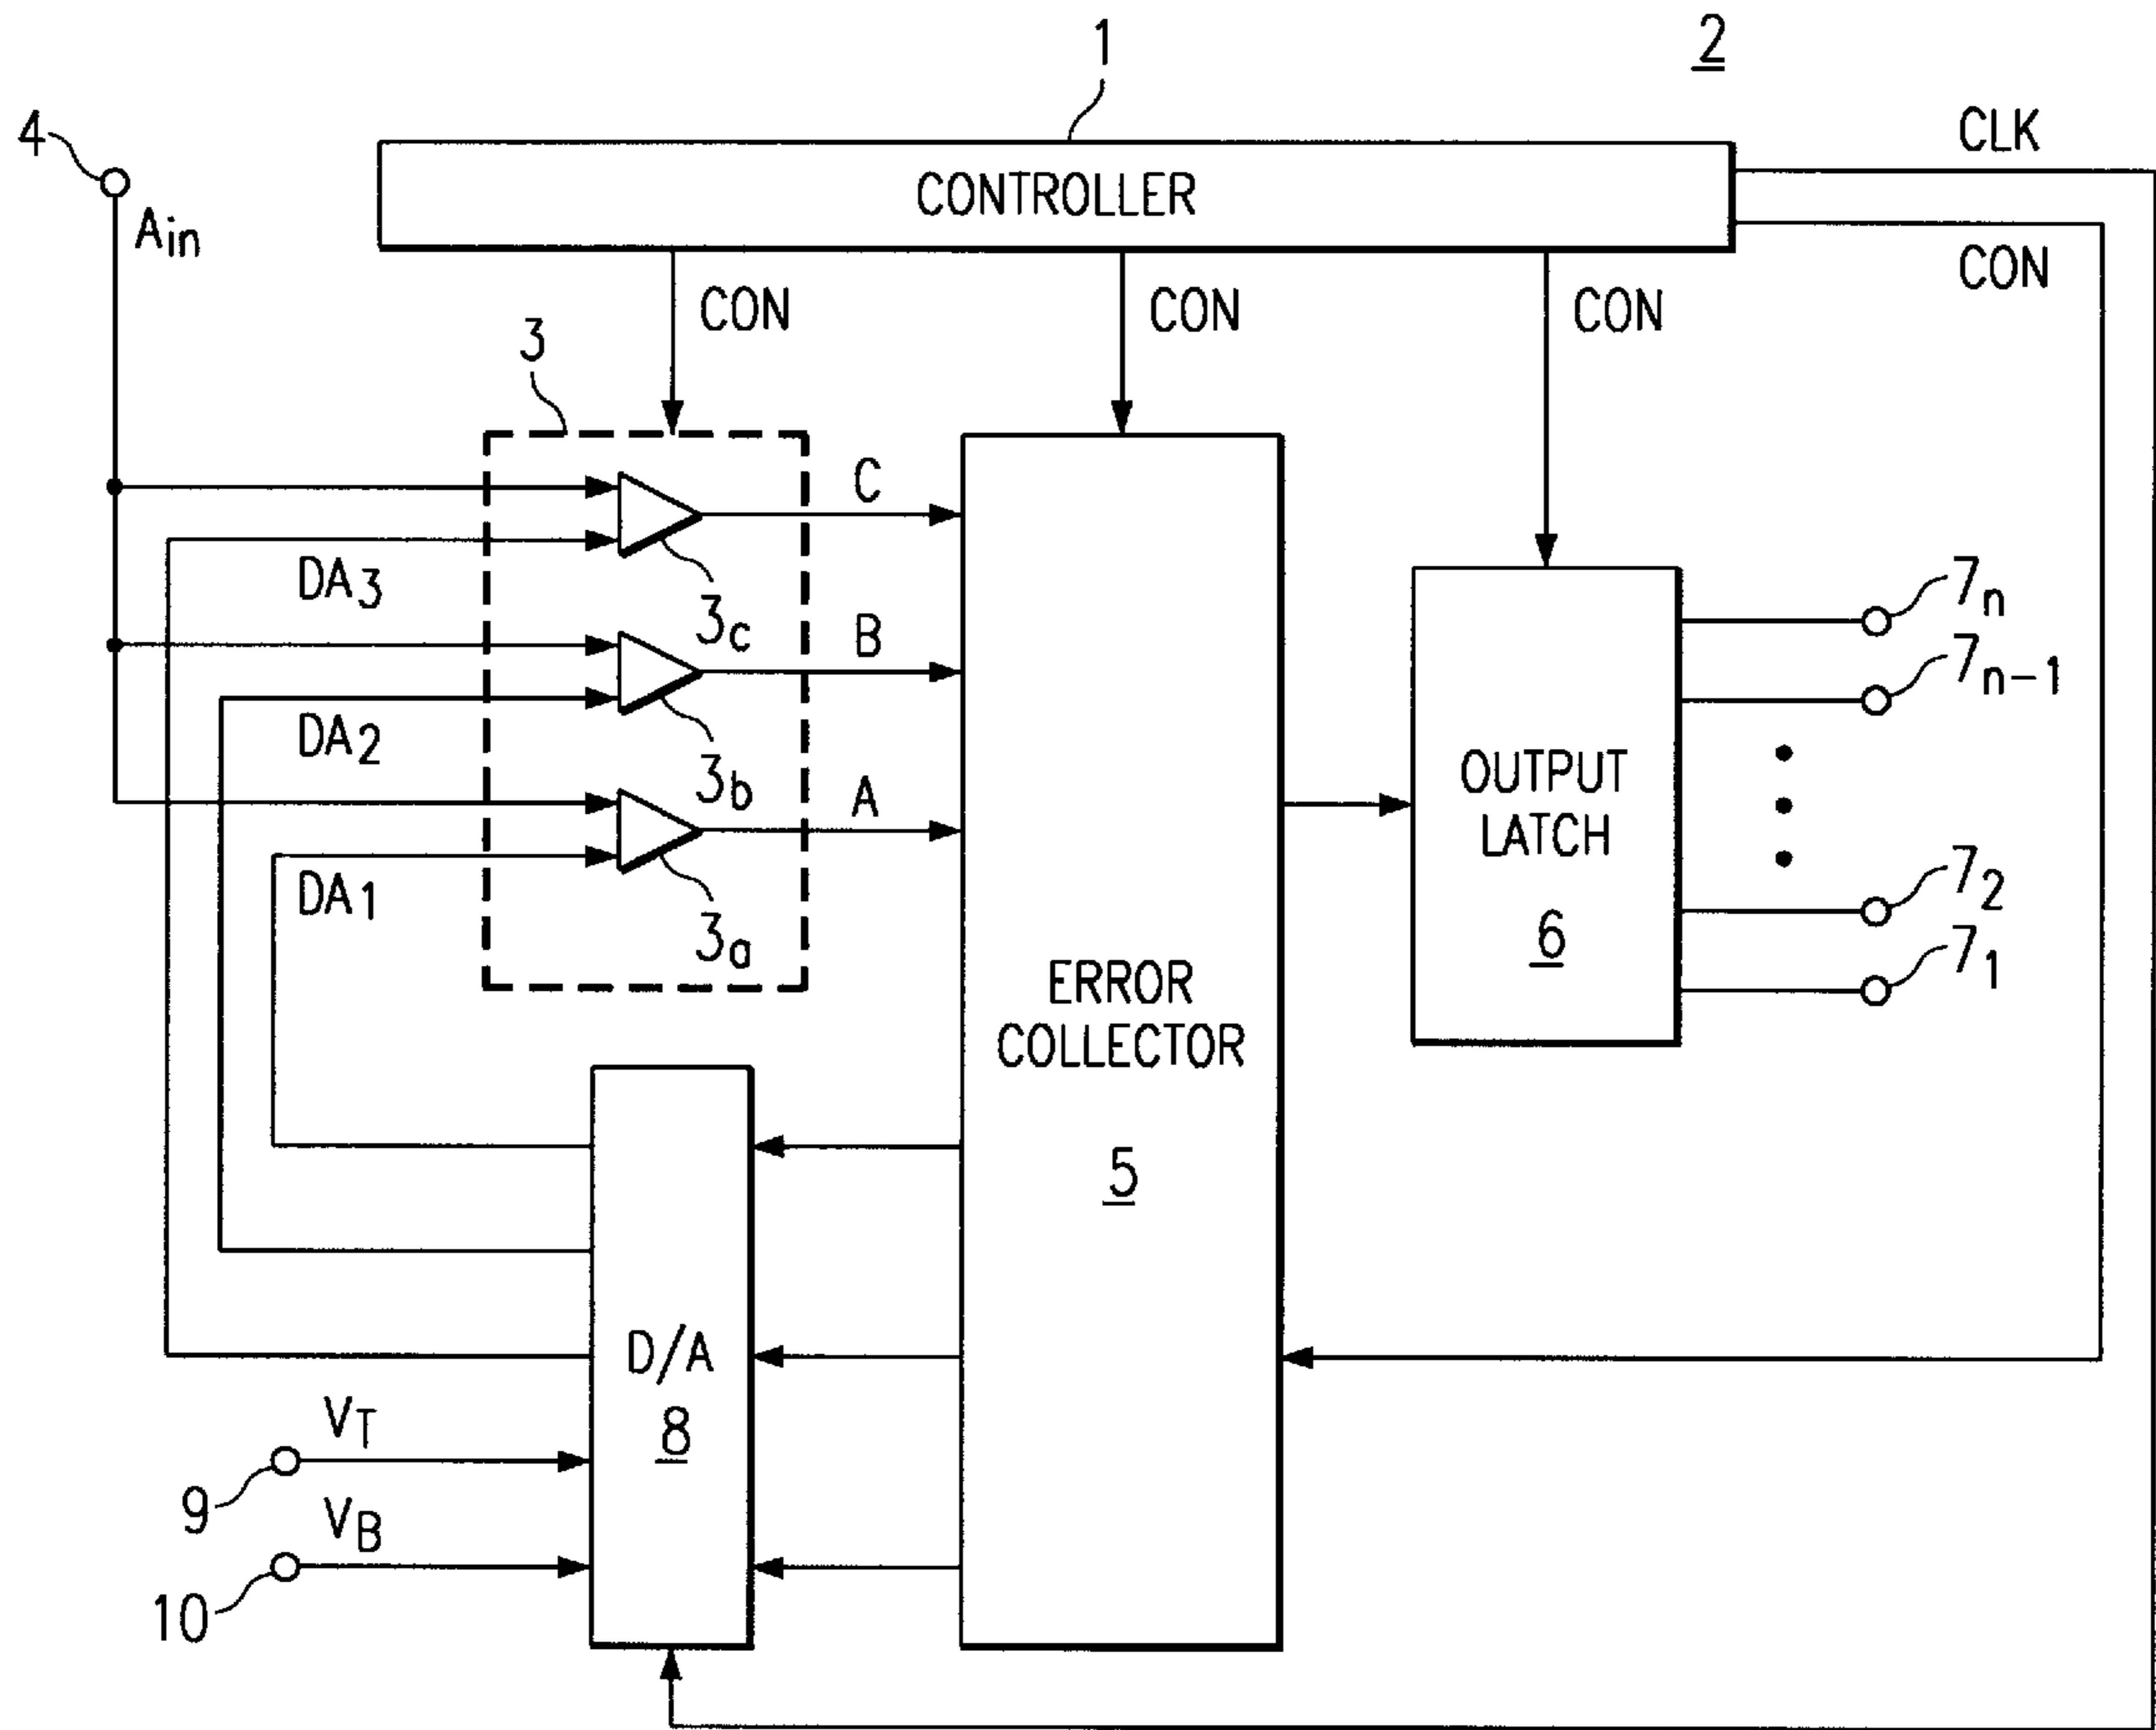 1
2
4
CLK
CONTROLLER
Ain
CON
CON
CON
CON
3
C
DA3
3c
B
7n
7n-1
DA2
3b
A
OUTPUT
LATCH
6
72
71
DA1
3a
ERROR
COLLECTOR
5
D/A
8
VT
9
VB
10